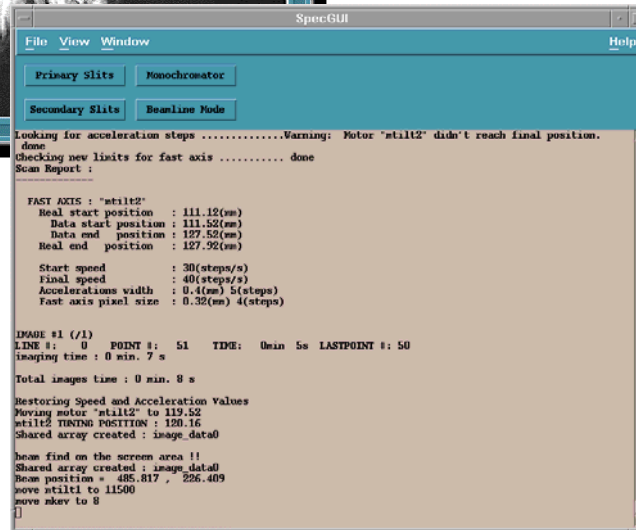 SpecGUI
File View Window Help
Primary Slits Monochromator
Secondary Slits Beamline Mode
Looking for acceleration steps ..............Warning: Motor "mtilt2" didn't reach final position.
done
Checking new limits for fast axis ........... done
Scan Report :
-------------
FAST AXIS : "mtilt2"
Real start position : 111.12(mm)
Data start position : 111.52(mm)
Data end position : 127.52(mm)
Real end position : 127.92(mm)
Start speed : 30(steps/s)
Final speed : 40(steps/s)
Accelerations width : 0.4(mm) 5(steps)
Fast axis pixel size : 0.32(mm) 4(steps)
IMAGE #1 (/1)
LINE #: 0 POINT #: 51 TIME: 0min 5s LASTPOINT #: 50
imaging time : 0 min. 7 s
Total images time : 0 min. 8 s
Restoring Speed and Acceleration Values
Moving motor "mtilt2" to 119.52
mtilt2 TUNING POSITION : 120.16
Shared array created : image_data0
beam find on the screen area !!
Shared array created : image_data0
Beam position = 485.817 , 226.409
move mtilt1 to 11500
move mkev to 8